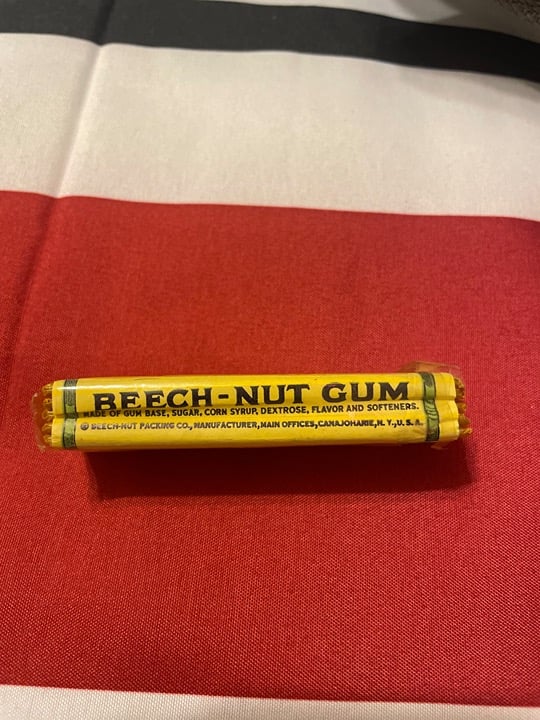 BEECH-NUT GUM
MADE OF GUM BASE, SUGAR, CORN SYRUP, DEXTROSE, FLAVOR AND SOFTENERS.
© BEECH-NUT PACKING CO., MANUFACTURER, MAIN OFFICES, CANAJOHARIE, N. Y., U. S. A.